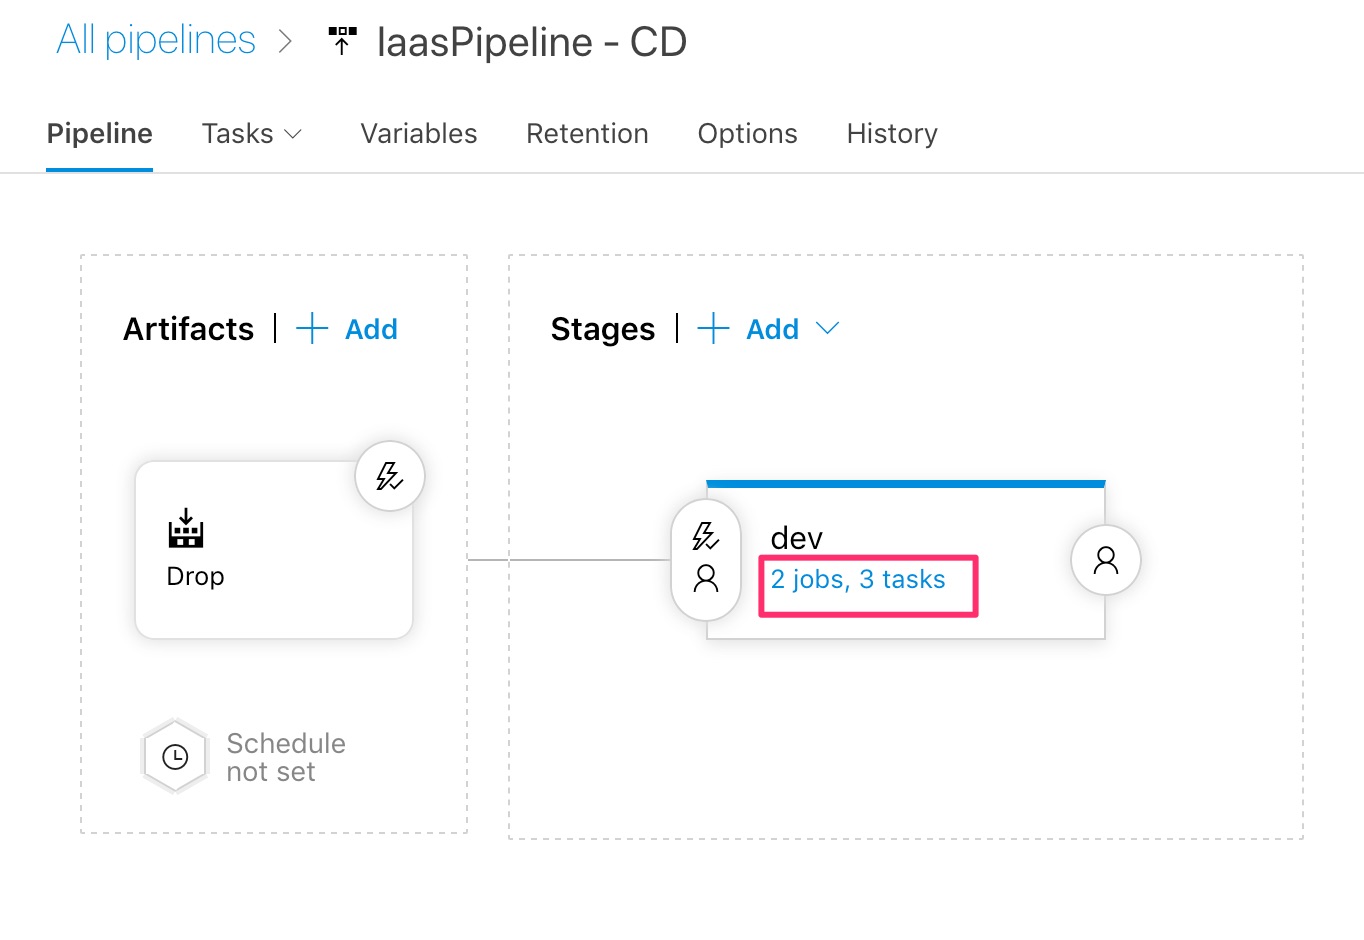 All pipelines > IaasPipeline - CD
Pipeline Tasks Variables Retention Options History
Artifacts | + Add
Stages | + Add
Drop
dev
2 jobs, 3 tasks
Schedule
not set